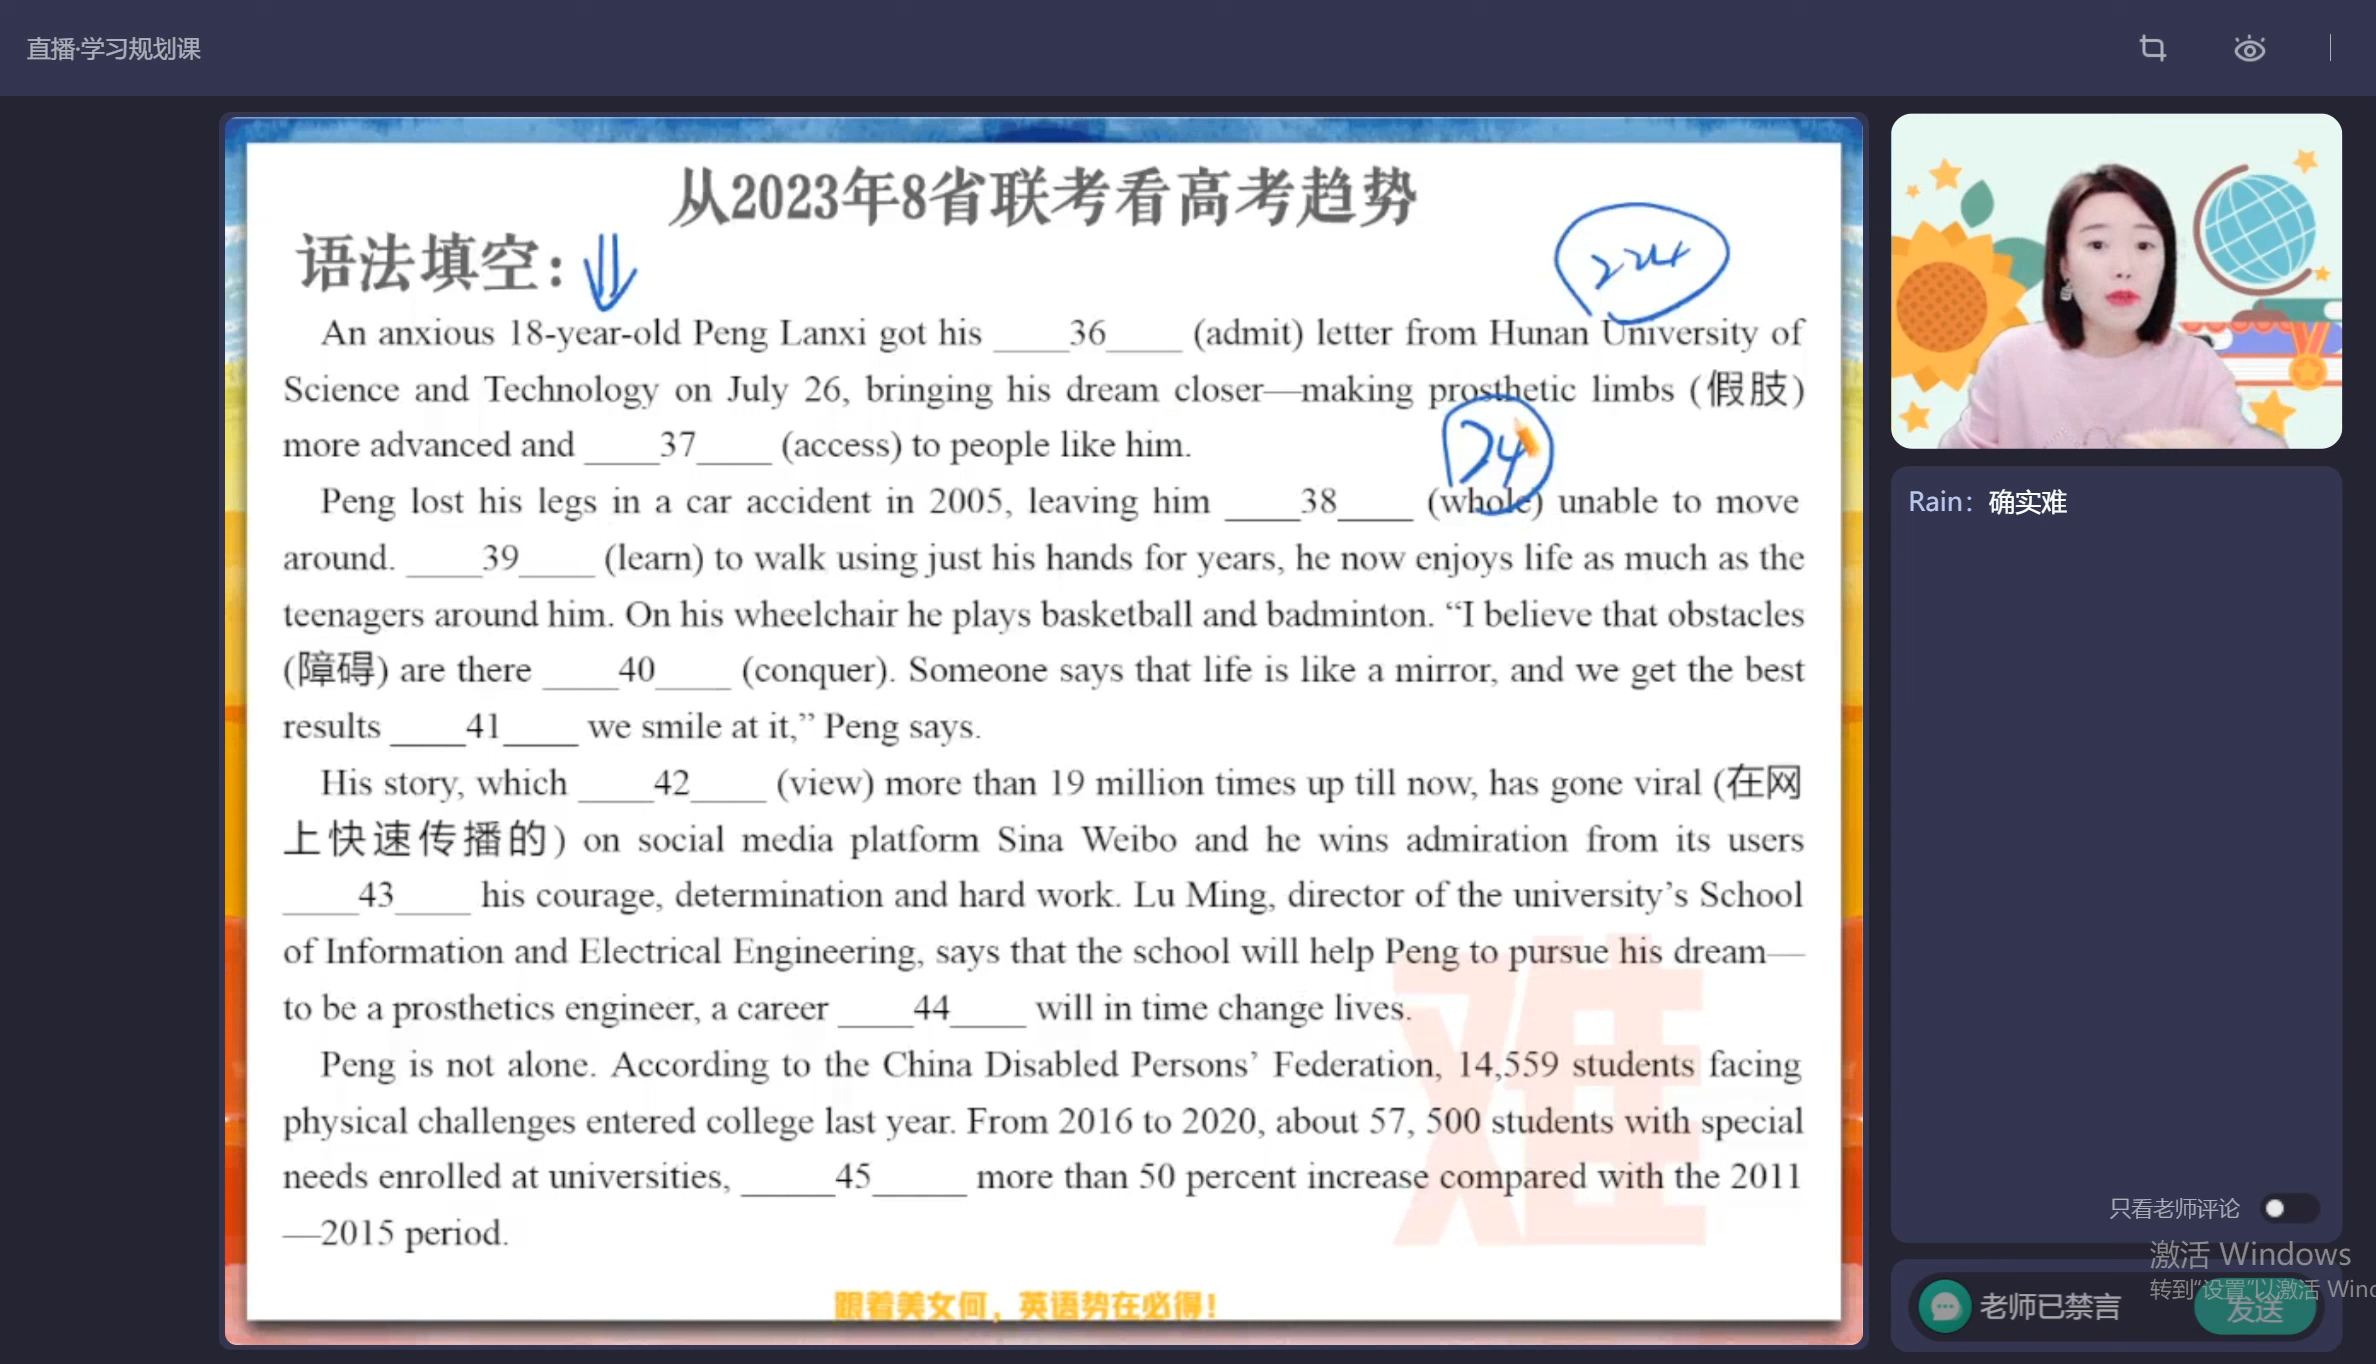 直播·学习规划课
从2023年8省联考看高考趋势
语法填空：
224
24
An anxious 18-year-old Peng Lanxi got his ____36____ (admit) letter from Hunan University of
Science and Technology on July 26, bringing his dream closer—making prosthetic limbs (假肢)
more advanced and ____37____ (access) to people like him.
Peng lost his legs in a car accident in 2005, leaving him ____38____ (whole) unable to move
around. ____39____ (learn) to walk using just his hands for years, he now enjoys life as much as the
teenagers around him. On his wheelchair he plays basketball and badminton. “I believe that obstacles
(障碍) are there ____40____ (conquer). Someone says that life is like a mirror, and we get the best
results ____41____ we smile at it,” Peng says.
His story, which ____42____ (view) more than 19 million times up till now, has gone viral (在网
上快速传播的) on social media platform Sina Weibo and he wins admiration from its users
____43____ his courage, determination and hard work. Lu Ming, director of the university’s School
of Information and Electrical Engineering, says that the school will help Peng to pursue his dream—
to be a prosthetics engineer, a career ____44____ will in time change lives.
Peng is not alone. According to the China Disabled Persons’ Federation, 14,559 students facing
physical challenges entered college last year. From 2016 to 2020, about 57, 500 students with special
needs enrolled at universities, _____45_____ more than 50 percent increase compared with the 2011
—2015 period.
难
跟着美女何，英语势在必得！
Rain： 确实难
只看老师评论
激活 Windows
转到“设置”以激活 Winc
老师已禁言
发送